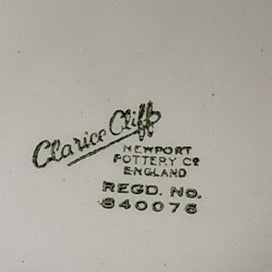 Clarice Cliff
NEWPORT
POTTERY Co
ENGLAND
REGD. NO.
840076